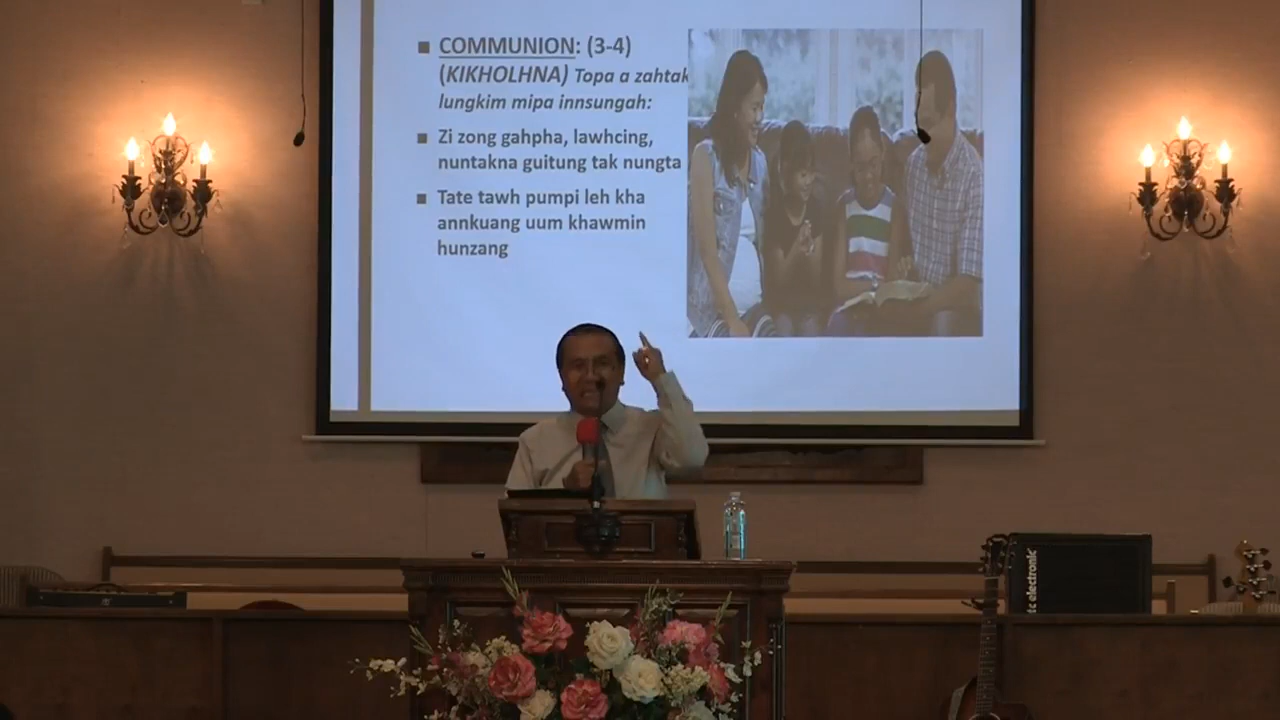 COMMUNION: (3-4)
(KIKHOLHNA) Topa a zahtak
lungkim mipa innsungah:
Zi zong gahpha, lawhcing,
nuntakna guitung tak nungta
Tate tawh pumpi leh kha
annkuang uum khawmin
hunzang
tc electronic